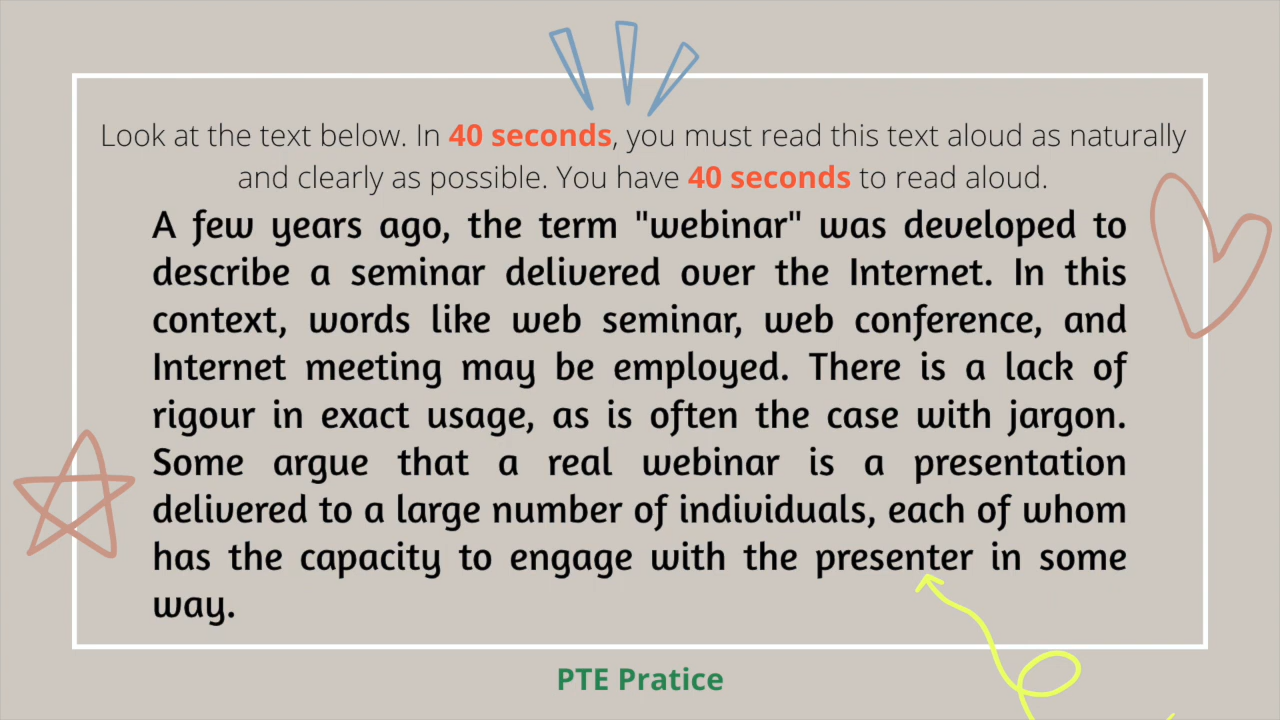 Look at the text below. In 40 seconds, you must read this text aloud as naturally
and clearly as possible. You have 40 seconds to read aloud.
A few years ago, the term "webinar" was developed to
describe a seminar delivered over the Internet. In this
context, words like web seminar, web conference, and
Internet meeting may be employed. There is a lack of
rigour in exact usage, as is often the case with jargon.
Some argue that a real webinar is a presentation
delivered to a large number of individuals, each of whom
has the capacity to engage with the presenter in some
way.
PTE Pratice